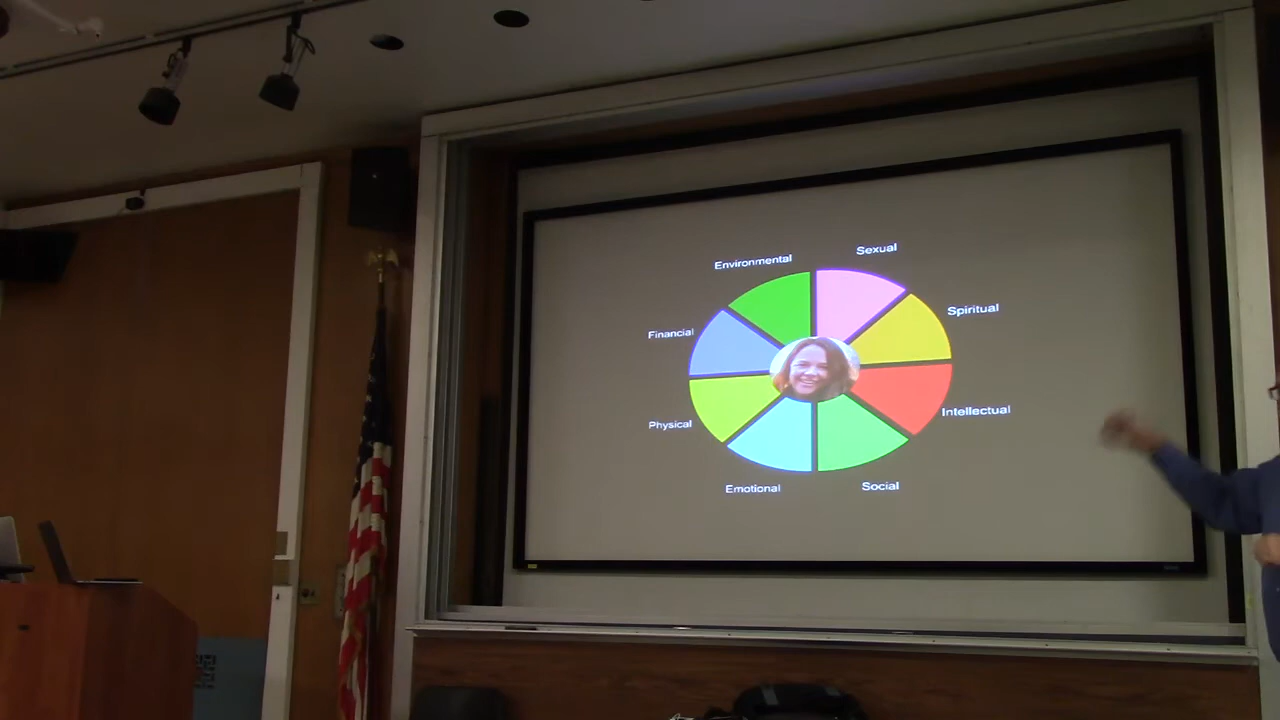 Sexual
Environmental
Spiritual
Financial
Intellectual
Physical
Social
Emotional